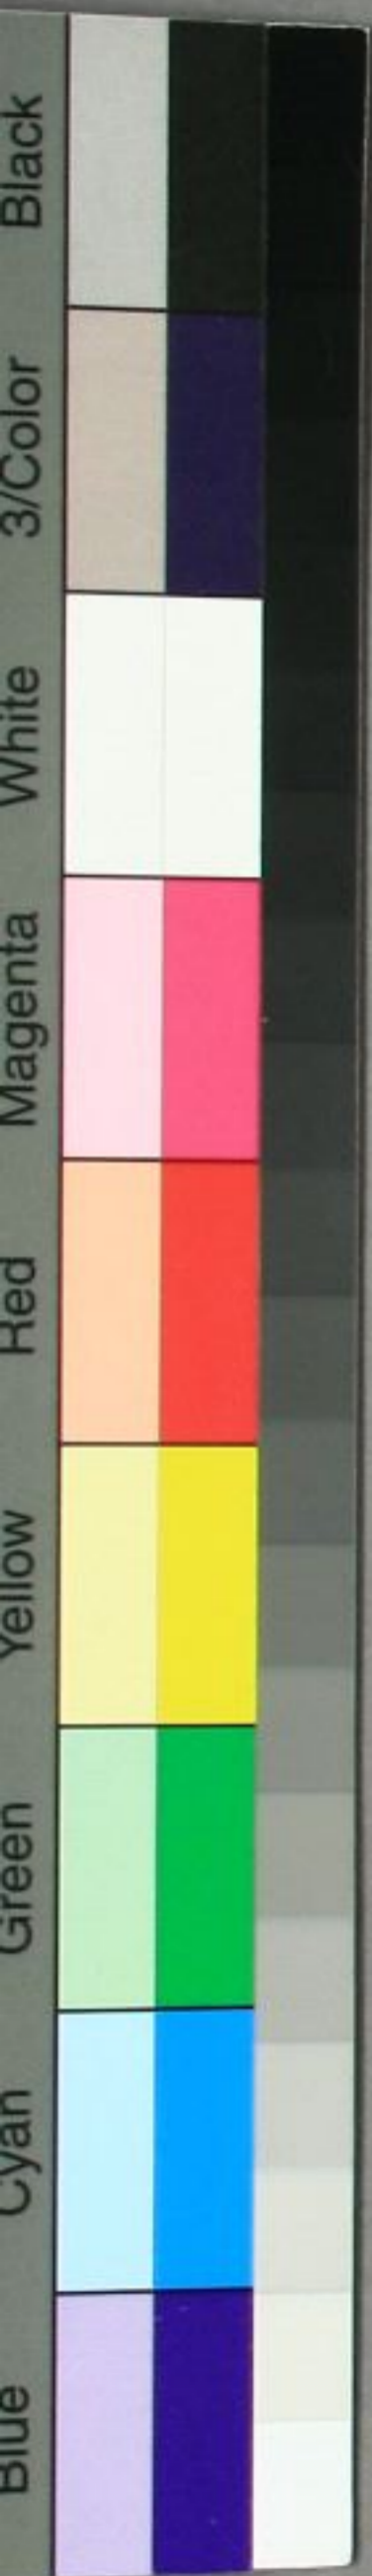 Black
3/Color
White
Magenta
Red
Yellow
Green
Cyan
Blue